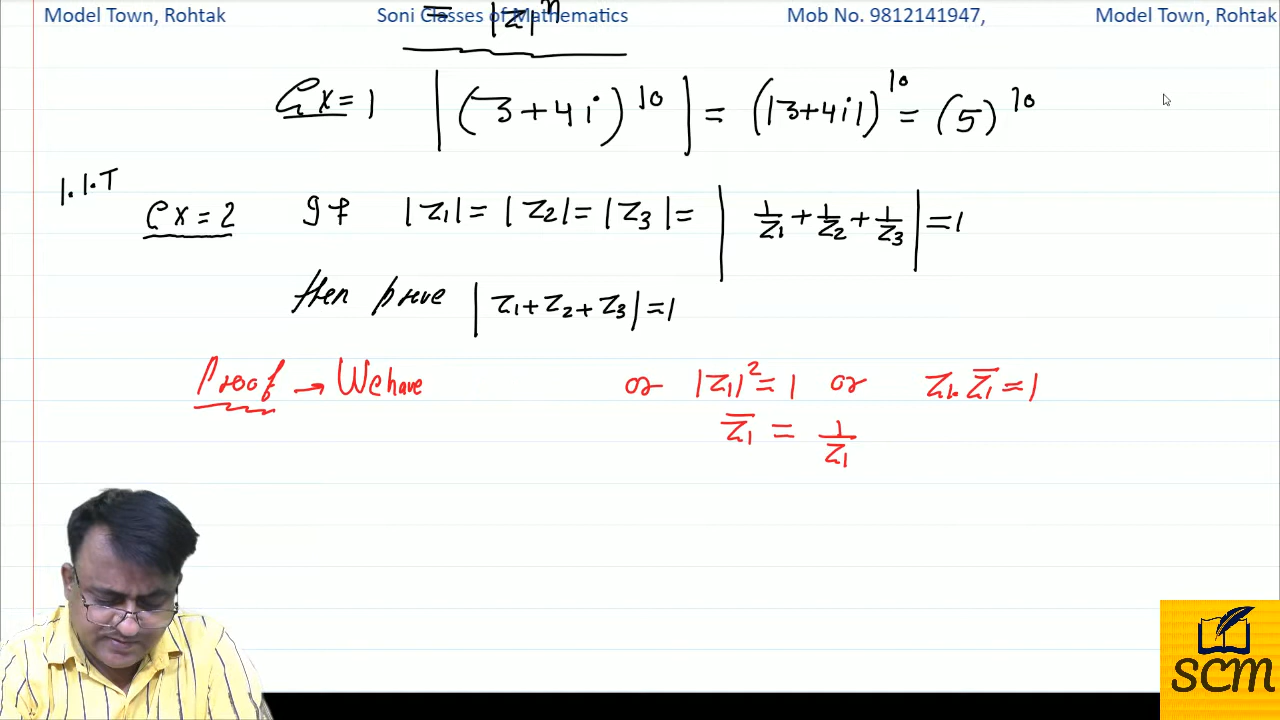 Model Town, Rohtak Soni Classes of Mathematics Mob No. 9812141947, Model Town, Rohtak
= |z|^n
Ex=1 |(3+4i)^10| = (|3+4i|)^10 = (5)^10
I.I.T
Ex=2 If |z₁| = |z₂| = |z₃| = |1/z₁ + 1/z₂ + 1/z₃| = 1
then prove |z₁+z₂+z₃| = 1
Proof → We have or |z₁|² = 1 or z₁.z̄₁ = 1
z̄₁ = 1/z₁
SCM